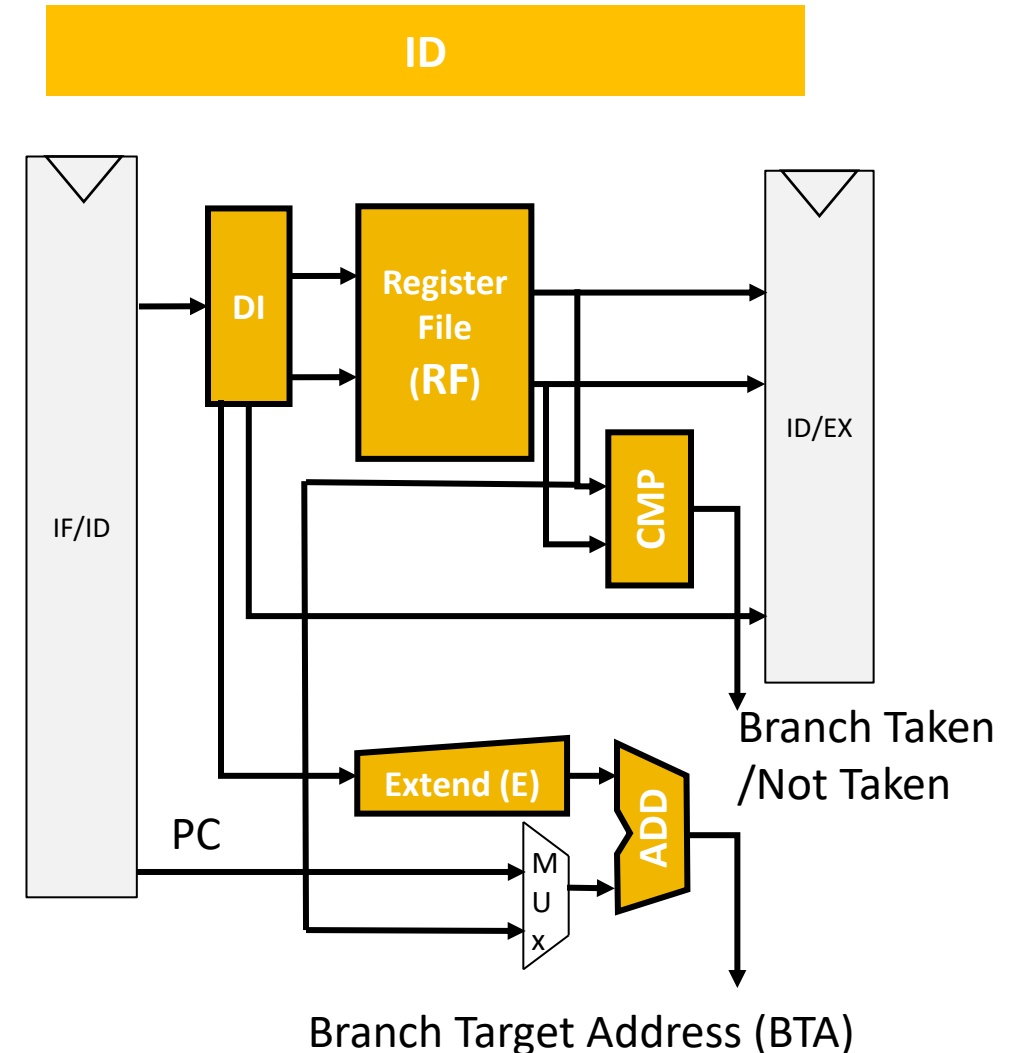 ID
IF/ID
DI
Register
File
(RF)
CMP
ID/EX
Branch Taken
/Not Taken
Extend (E)
ADD
PC
M
U
x
Branch Target Address (BTA)